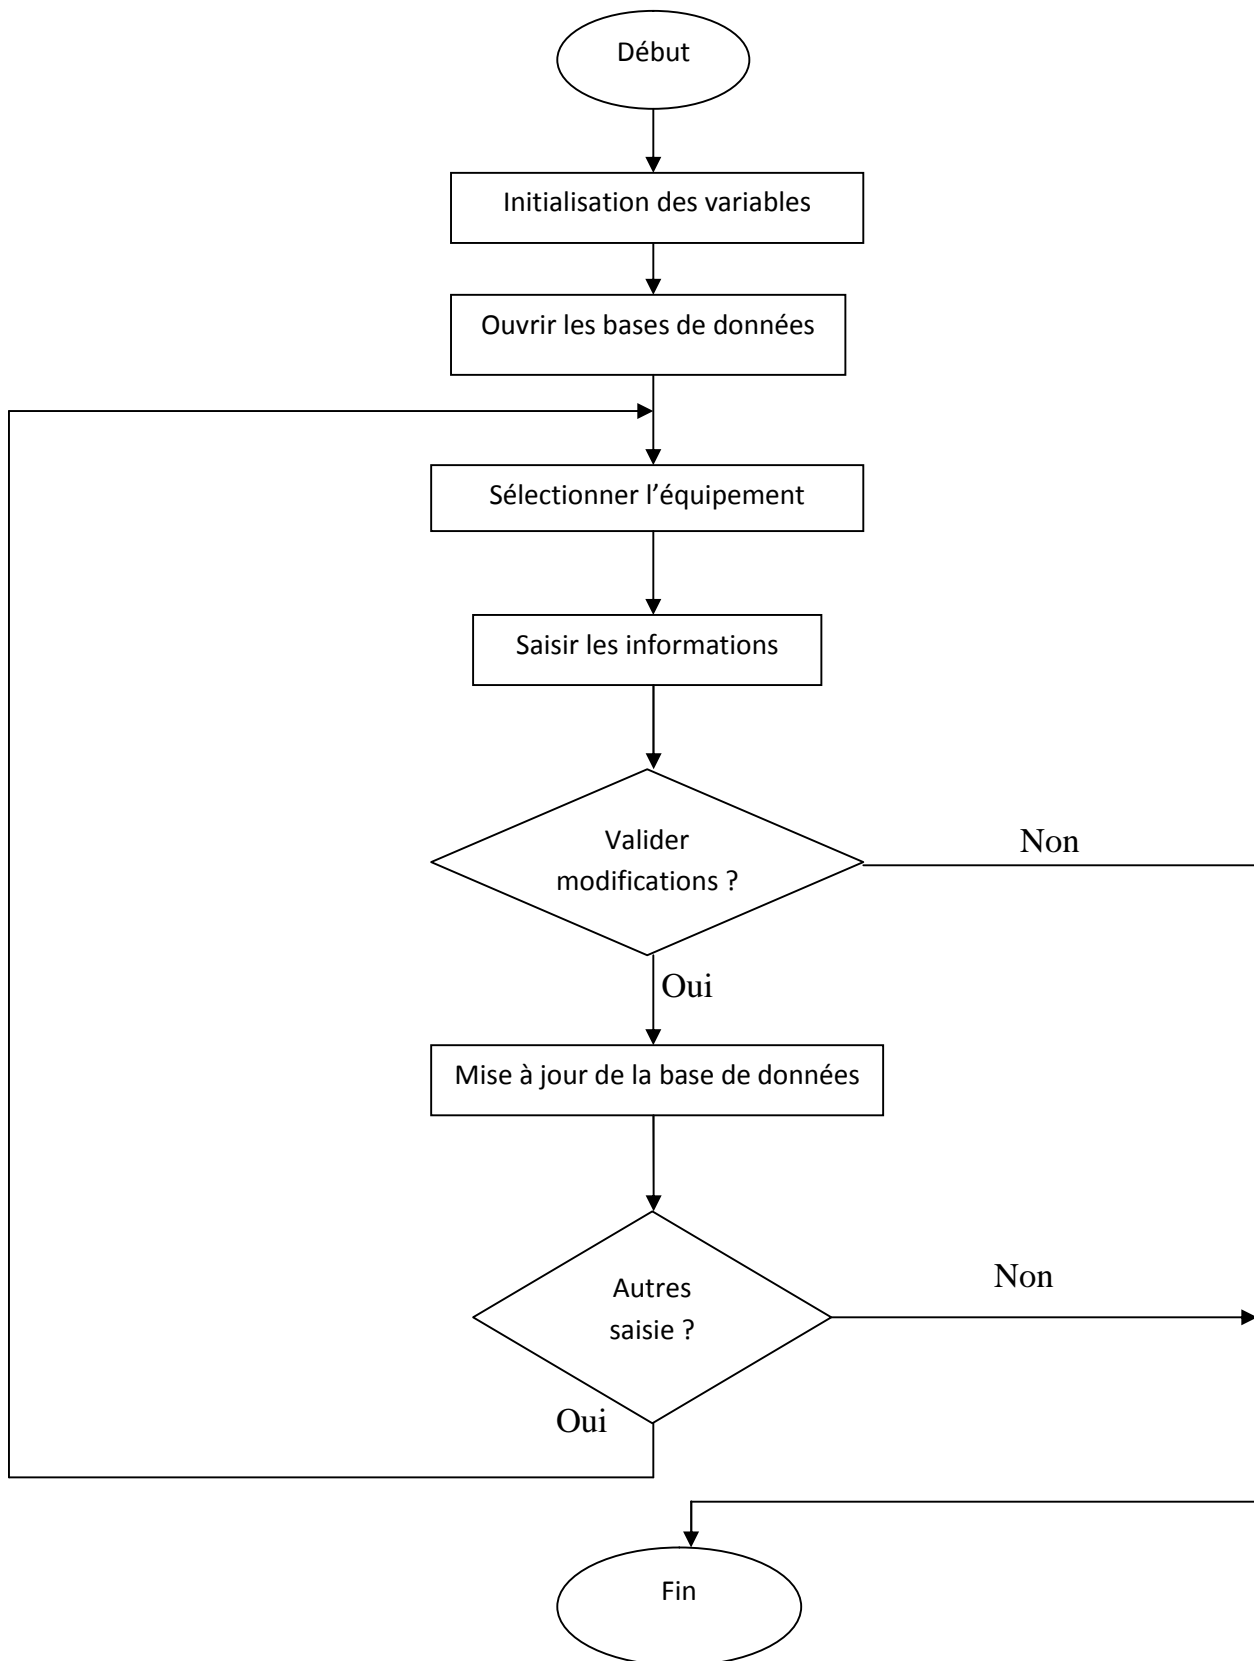 Début
Initialisation des variables
Ouvrir les bases de données
Sélectionner l’équipement
Saisir les informations
Valider
modifications ?
Non
Oui
Mise à jour de la base de données
Autres
saisie ?
Non
Oui
Fin